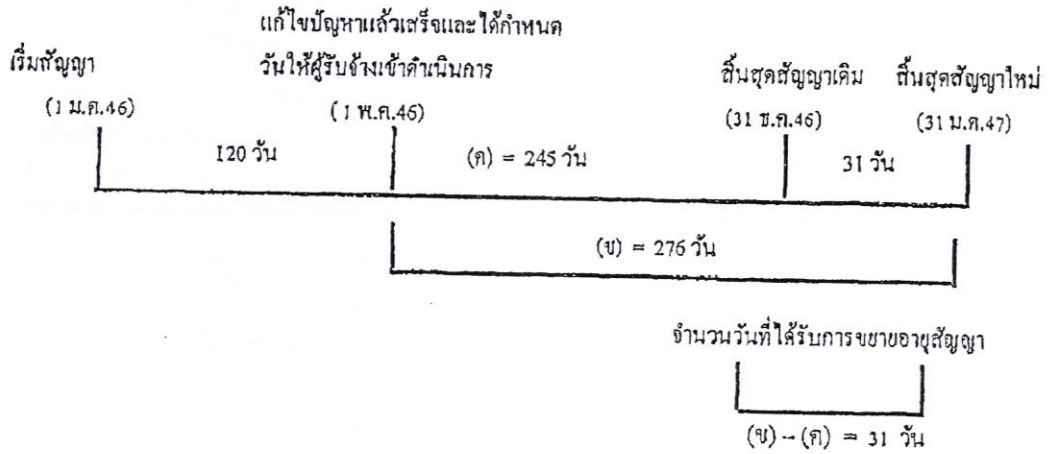 แก้ไขปัญหาแล้วเสร็จและได้กำหนด
เริ่มสัญญา
วันให้ผู้รับจ้างเข้าดำเนินการ
สิ้นสุดสัญญาเดิม
สิ้นสุดสัญญาใหม่
(1 ม.ค.46)
(1 พ.ค.46)
(31 ธ.ค.46)
(31 ม.ค.47)
120 วัน
(ค) = 245 วัน
31 วัน
(ข) = 276 วัน
จำนวนวันที่ได้รับการขยายอายุสัญญา
(ข) – (ค) = 31 วัน